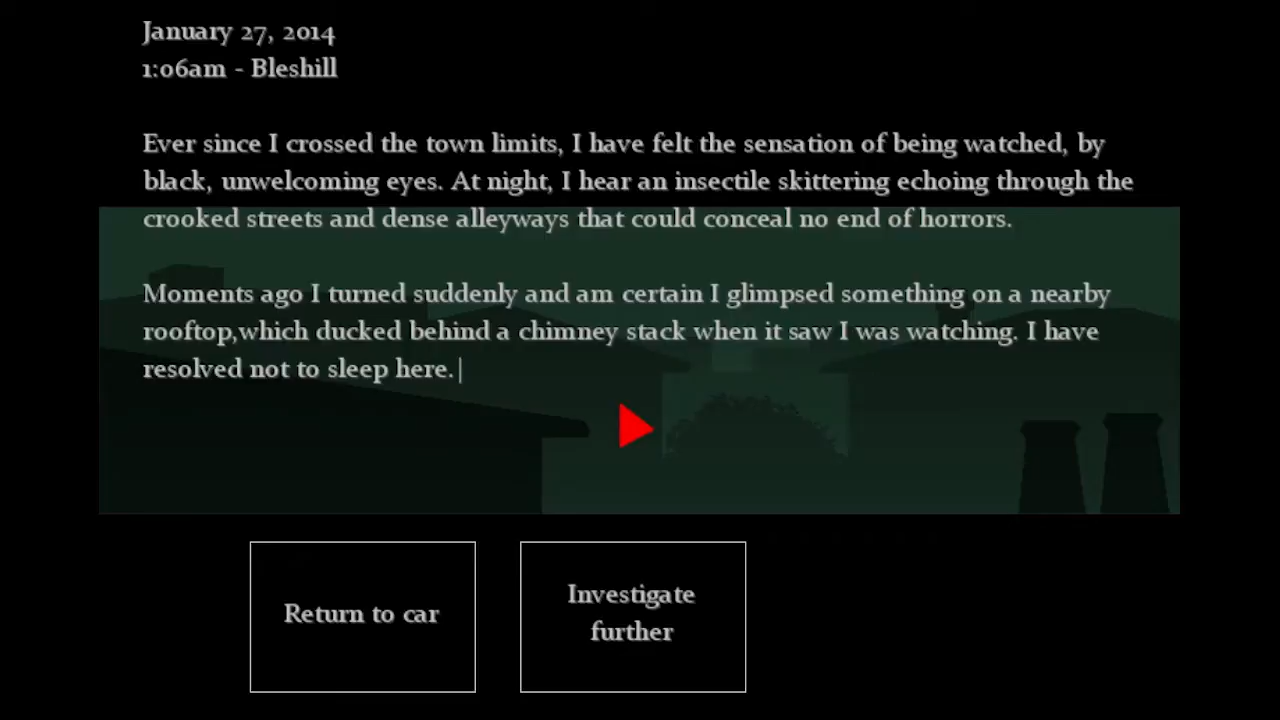 January 27, 2014
1:06am - Bleshill
Ever since I crossed the town limits, I have felt the sensation of being watched, by
black, unwelcoming eyes. At night, I hear an insectile skittering echoing through the
crooked streets and dense alleyways that could conceal no end of horrors.
Moments ago I turned suddenly and am certain I glimpsed something on a nearby
rooftop,which ducked behind a chimney stack when it saw I was watching. I have
resolved not to sleep here.
Return to car
Investigate
further